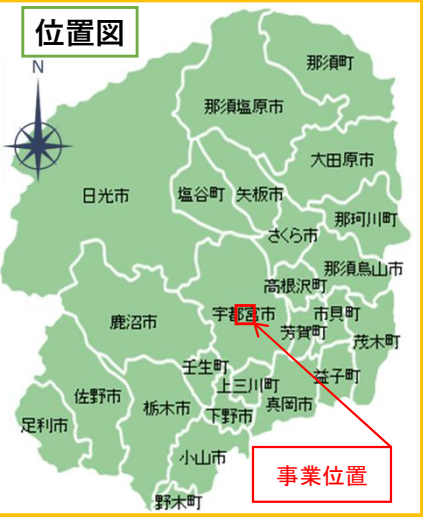 位置図
N
那須町
那須塩原市
大田原市
日光市
塩谷町
矢板市
那珂川町
さくら市
那須烏山市
高根沢町
宇都宮市
市貝町
鹿沼市
芳賀町
茂木町
壬生町
上三川町
益子町
佐野市
栃木市
下野市
真岡市
足利市
小山市
事業位置
野木町